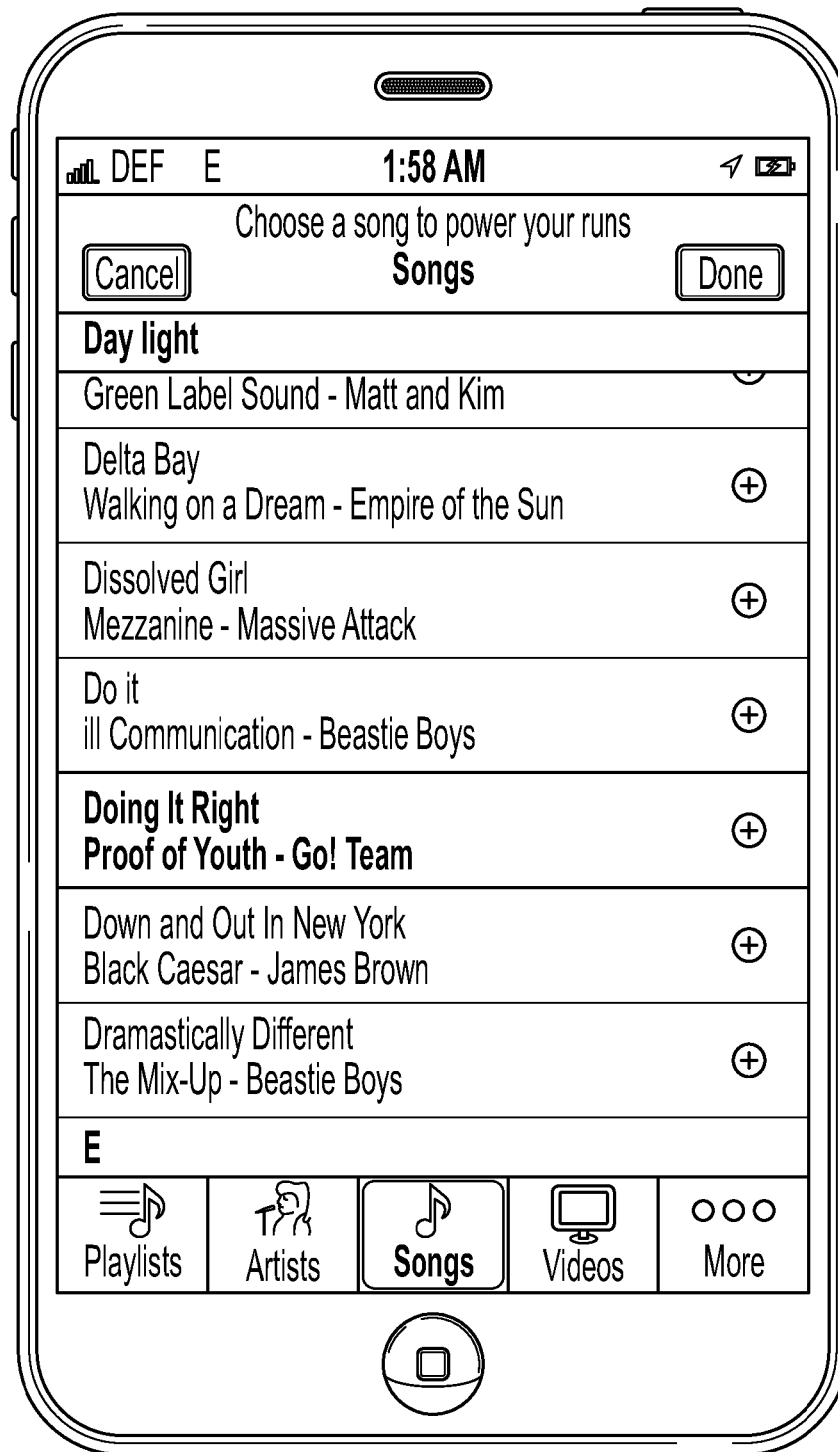 DEF E 1:58 AM
Choose a song to power your runs
Cancel Songs Done
Day light
Green Label Sound - Matt and Kim
Delta Bay
Walking on a Dream - Empire of the Sun
Dissolved Girl
Mezzanine - Massive Attack
Do it
ill Communication - Beastie Boys
Doing It Right
Proof of Youth - Go! Team
Down and Out In New York
Black Caesar - James Brown
Dramastically Different
The Mix-Up - Beastie Boys
E
Playlists Artists Songs Videos More